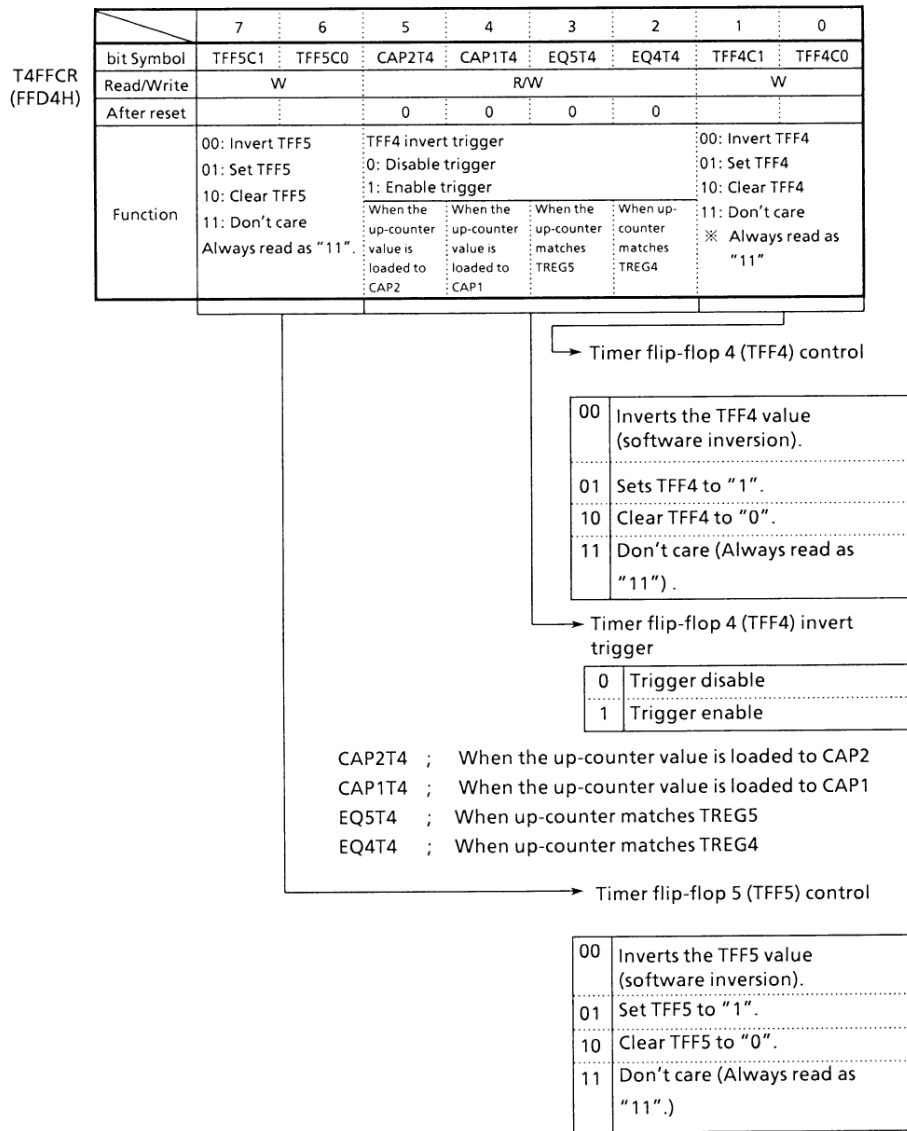 T4FFCR
(FFD4H)
7 6 5 4 3 2 1 0
bit Symbol TFF5C1 TFF5C0 CAP2T4 CAP1T4 EQ5T4 EQ4T4 TFF4C1 TFF4C0
Read/Write W R/W W
After reset 0 0 0 0
Function
00: Invert TFF5
01: Set TFF5
10: Clear TFF5
11: Don't care
Always read as "11".
TFF4 invert trigger
0: Disable trigger
1: Enable trigger
When the
up-counter
value is
loaded to
CAP2
When the
up-counter
value is
loaded to
CAP1
When the
up-counter
matches
TREG5
When up-
counter
matches
TREG4
00: Invert TFF4
01: Set TFF4
10: Clear TFF4
11: Don't care
※ Always read as
"11"
Timer flip-flop 4 (TFF4) control
00 Inverts the TFF4 value
(software inversion).
01 Sets TFF4 to "1".
10 Clear TFF4 to "0".
11 Don't care (Always read as
"11") .
Timer flip-flop 4 (TFF4) invert
trigger
0 Trigger disable
1 Trigger enable
CAP2T4 ; When the up-counter value is loaded to CAP2
CAP1T4 ; When the up-counter value is loaded to CAP1
EQ5T4 ; When up-counter matches TREG5
EQ4T4 ; When up-counter matches TREG4
Timer flip-flop 5 (TFF5) control
00 Inverts the TFF5 value
(software inversion).
01 Set TFF5 to "1".
10 Clear TFF5 to "0".
11 Don't care (Always read as
"11".)